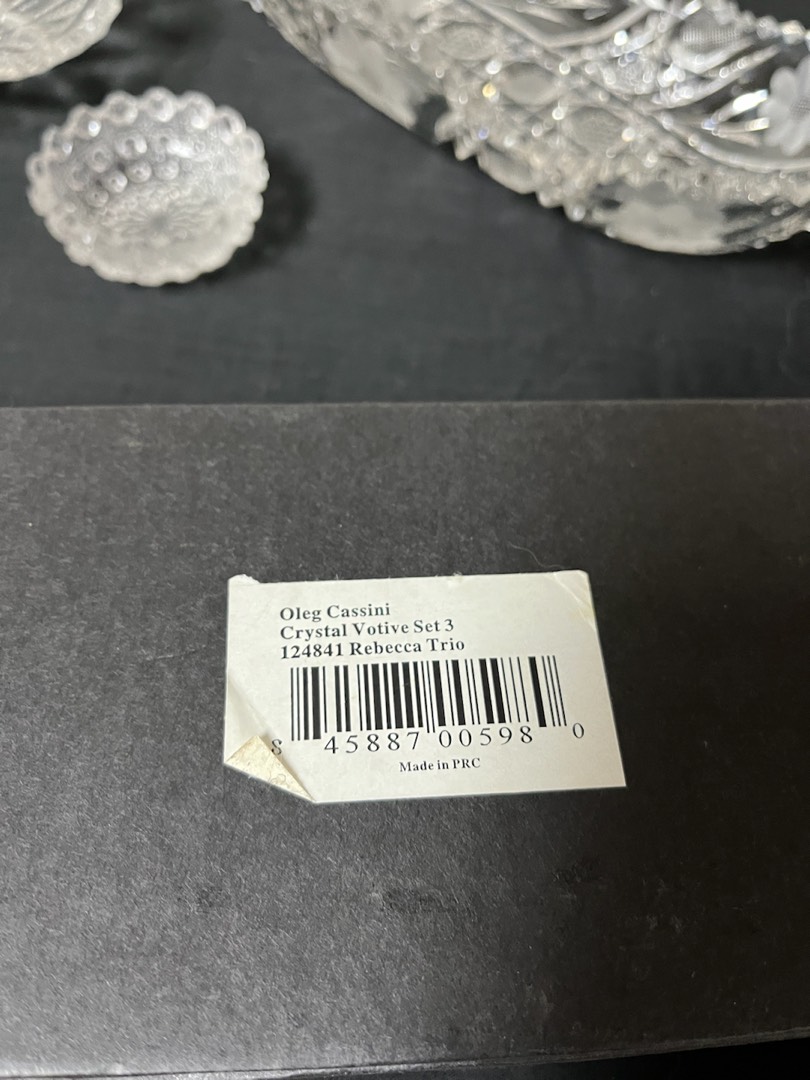 Oleg Cassini
Crystal Votive Set 3
124841 Rebecca Trio
8 45887 00598 0
Made in PRC